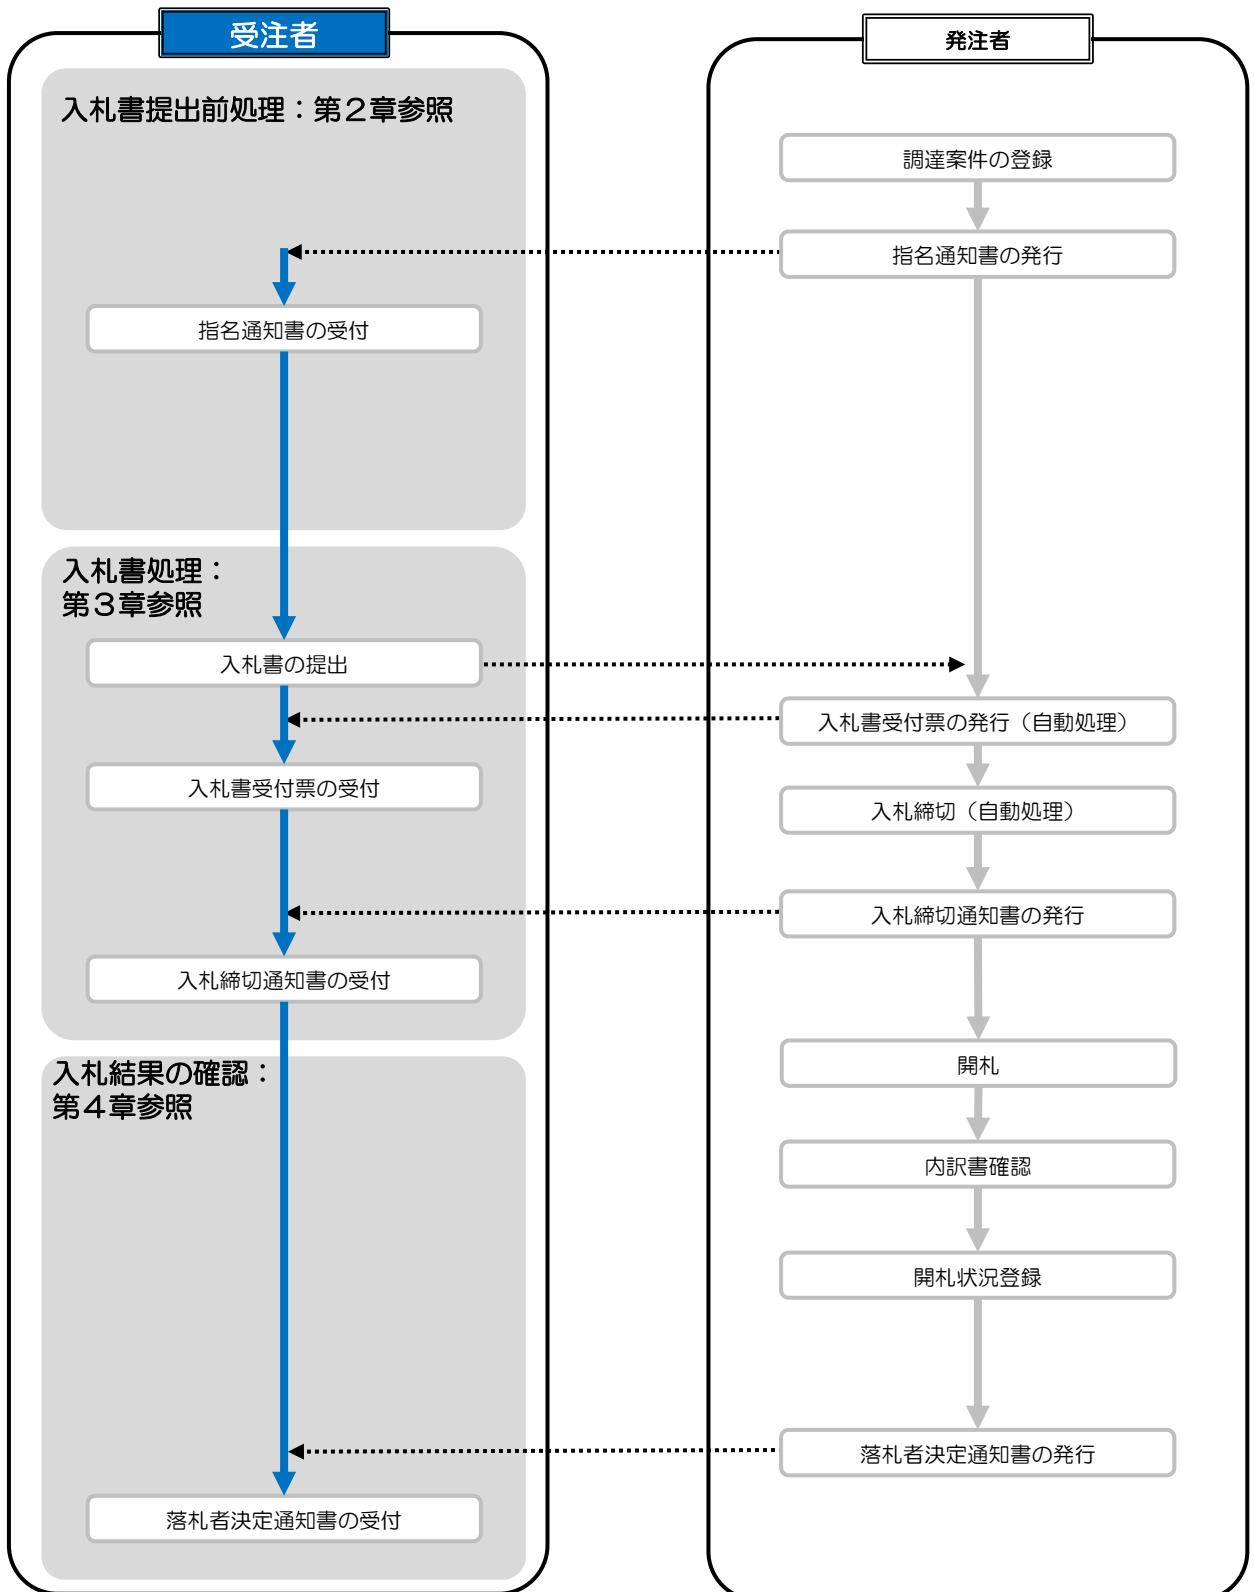 受注者
入札書提出前処理：第２章参照
指名通知書の受付
入札書処理：
第３章参照
入札書の提出
入札書受付票の受付
入札締切通知書の受付
入札結果の確認：
第４章参照
落札者決定通知書の受付
発注者
調達案件の登録
指名通知書の発行
入札書受付票の発行（自動処理）
入札締切（自動処理）
入札締切通知書の発行
開札
内訳書確認
開札状況登録
落札者決定通知書の発行